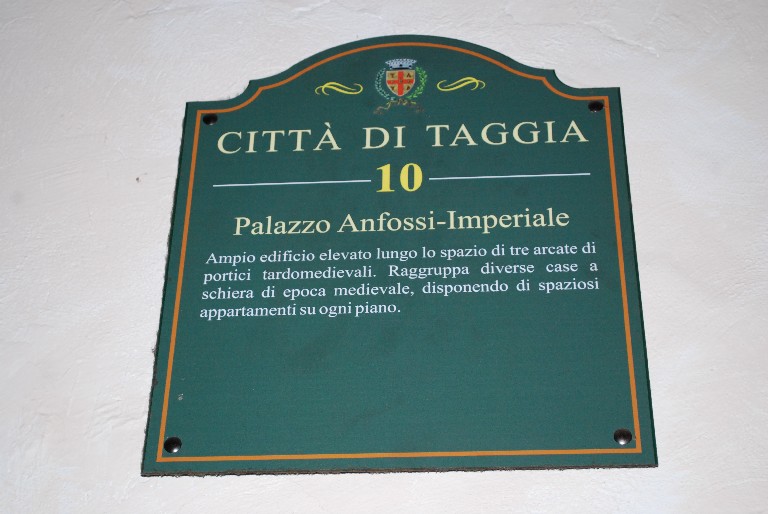 T A
CITTÀ DI TAGGIA
10
Palazzo Anfossi-Imperiale
Ampio edificio elevato lungo lo spazio di tre arcate di
portici tardomedievali. Raggruppa diverse case a
schiera di epoca medievale, disponendo di spaziosi
appartamenti su ogni piano.